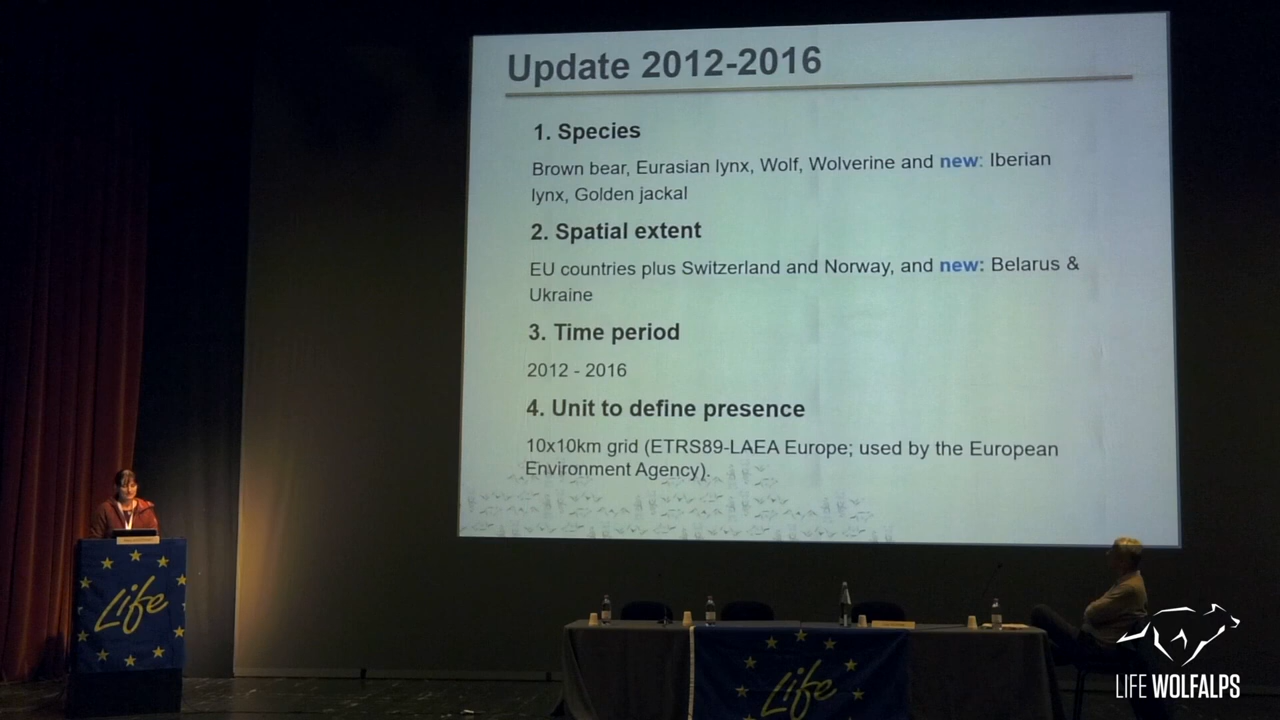 Update 2012-2016
1. Species
Brown bear, Eurasian lynx, Wolf, Wolverine and new: Iberian
lynx, Golden jackal
2. Spatial extent
EU countries plus Switzerland and Norway, and new: Belarus &
Ukraine
3. Time period
2012 - 2016
4. Unit to define presence
10x10km grid (ETRS89-LAEA Europe; used by the European
Environment Agency).
Life
Life
LIFE WOLFALPS